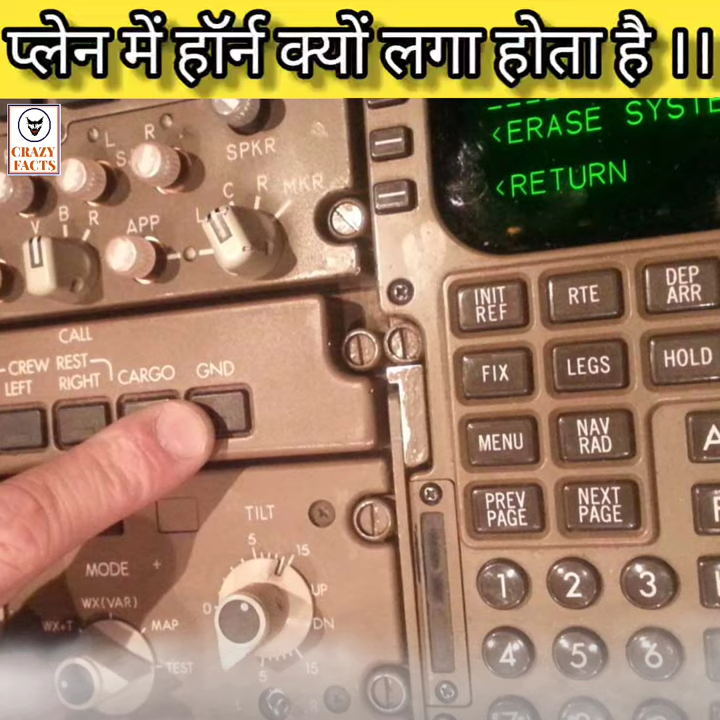 प्लेन में हॉर्न क्यों लगा होता है ।।
CRAZY
FACTS
L R
S
SPKR
V B R
APP
L C R MKR
<ERASE SYSTE
<RETURN
CALL
CREW REST
LEFT RIGHT CARGO GND
INIT
REF
RTE
DEP
ARR
FIX
LEGS
HOLD
MENU
NAV
RAD
A
PREV
PAGE
NEXT
PAGE
1 2 3
4 5 6
TILT
5 15
UP
0
DN
5 15
MODE +
WX(VAR)
WX+T MAP
TEST